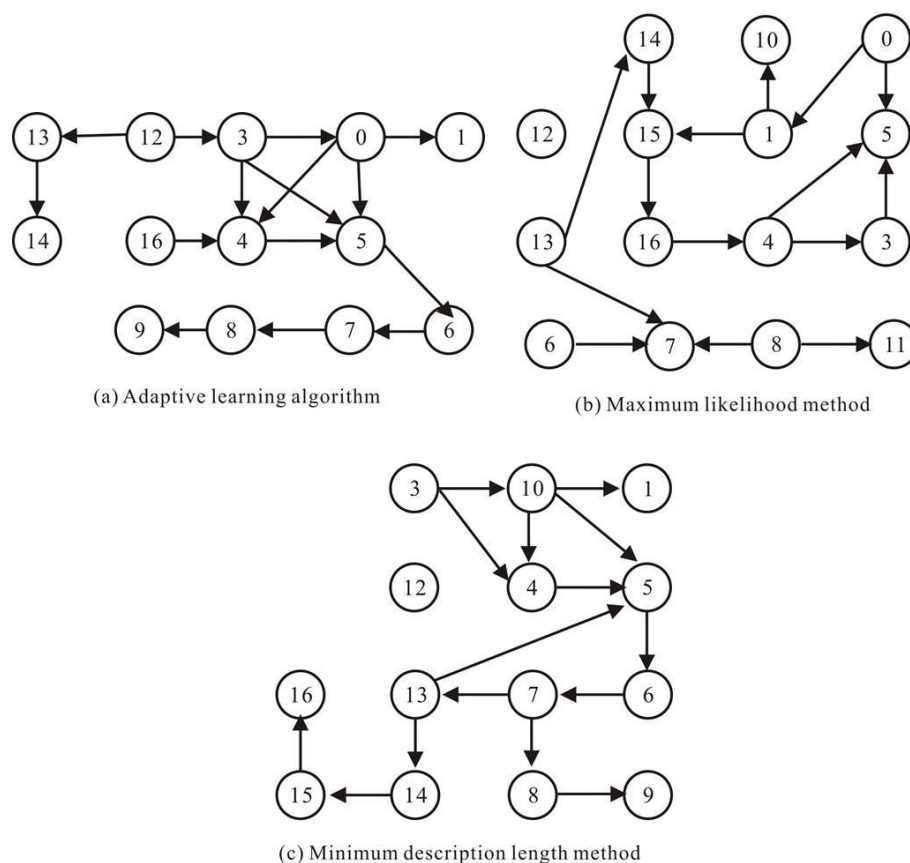 13 12 3 0 1
14 16 4 5
9 8 7 6
(a) Adaptive learning algorithm
14 10 0
12 15 1 5
13 16 4 3
6 7 8 11
(b) Maximum likelihood method
3 10 1
12 4 5
16 13 7 6
15 14 8 9
(c) Minimum description length method